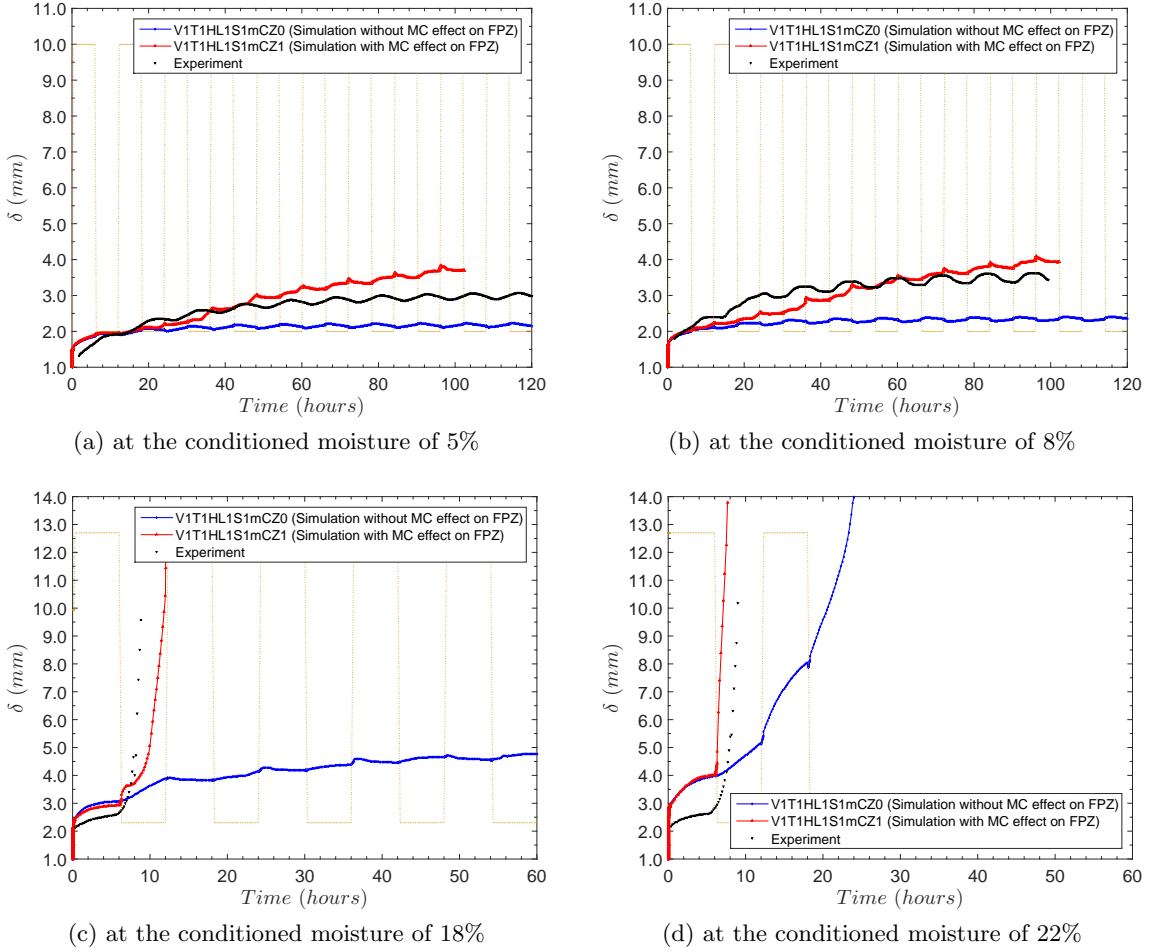 10.0
9.0
8.0
7.0
6.0
5.0
4.0
3.0
2.0
1.0
δ (mm)
V1T1HL1S1mCZ0 (Simulation without MC effect on FPZ)
V1T1HL1S1mCZ1 (Simulation with MC effect on FPZ)
Experiment
0 20 40 60 80 100 120
Time (hours)
(a) at the conditioned moisture of 5%
11.0
10.0
9.0
8.0
7.0
6.0
5.0
4.0
3.0
2.0
1.0
δ (mm)
V1T1HL1S1mCZ0 (Simulation without MC effect on FPZ)
V1T1HL1S1mCZ1 (Simulation with MC effect on FPZ)
Experiment
0 20 40 60 80 100 120
Time (hours)
(b) at the conditioned moisture of 8%
14.0
13.0
12.0
11.0
10.0
9.0
8.0
7.0
6.0
5.0
4.0
3.0
2.0
1.0
δ (mm)
V1T1HL1S1mCZ0 (Simulation without MC effect on FPZ)
V1T1HL1S1mCZ1 (Simulation with MC effect on FPZ)
Experiment
0 10 20 30 40 50 60
Time (hours)
(c) at the conditioned moisture of 18%
14.0
13.0
12.0
11.0
10.0
9.0
8.0
7.0
6.0
5.0
4.0
3.0
2.0
1.0
δ (mm)
V1T1HL1S1mCZ0 (Simulation without MC effect on FPZ)
V1T1HL1S1mCZ1 (Simulation with MC effect on FPZ)
Experiment
0 10 20 30 40 50 60
Time (hours)
(d) at the conditioned moisture of 22%